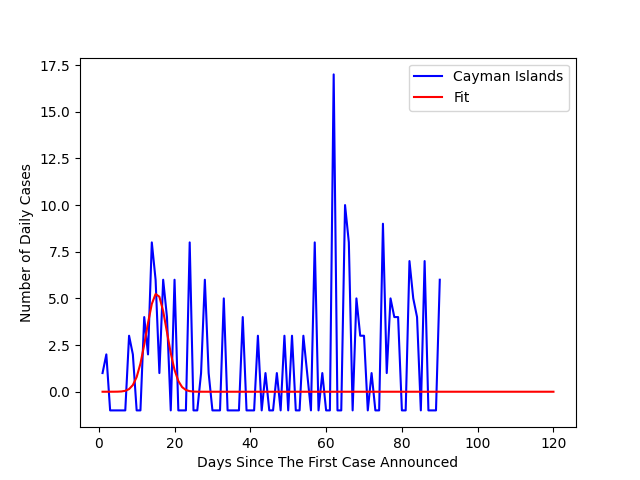 Cayman Islands
Fit
17.5
15.0
12.5
10.0
7.5
5.0
2.5
0.0
Number of Daily Cases
0 20 40 60 80 100 120
Days Since The First Case Announced